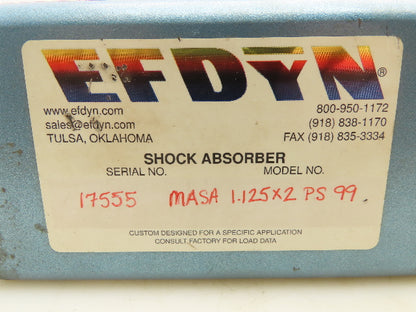 EFDYN®
www.efdyn.com 800-950-1172
sales@efdyn.com (918) 838-1170
TULSA, OKLAHOMA FAX (918) 835-3334
SHOCK ABSORBER
SERIAL NO. MODEL NO.
17555 MASA 1.125X2 PS 99
CUSTOM DESIGNED FOR A SPECIFIC APPLICATION
CONSULT FACTORY FOR LOAD DATA